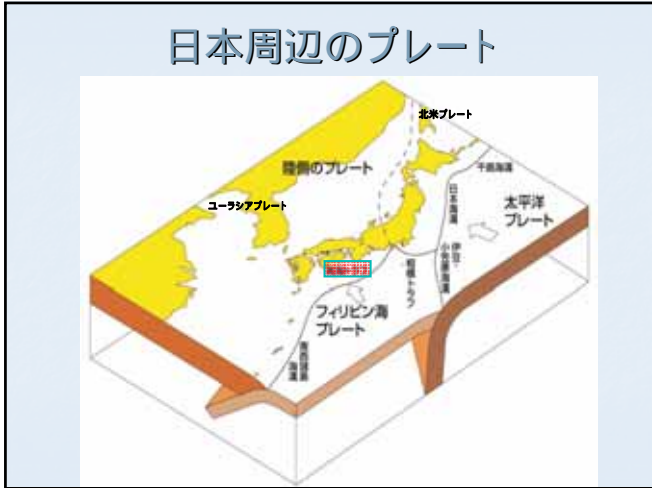 日本周辺のプレート
北米プレート
陸側のプレート
千島海溝
ユーラシアプレート
日本海溝
太平洋
プレート
伊豆・
小笠原海溝
相模トラフ
フィリピン海
プレート
南西諸島
海溝